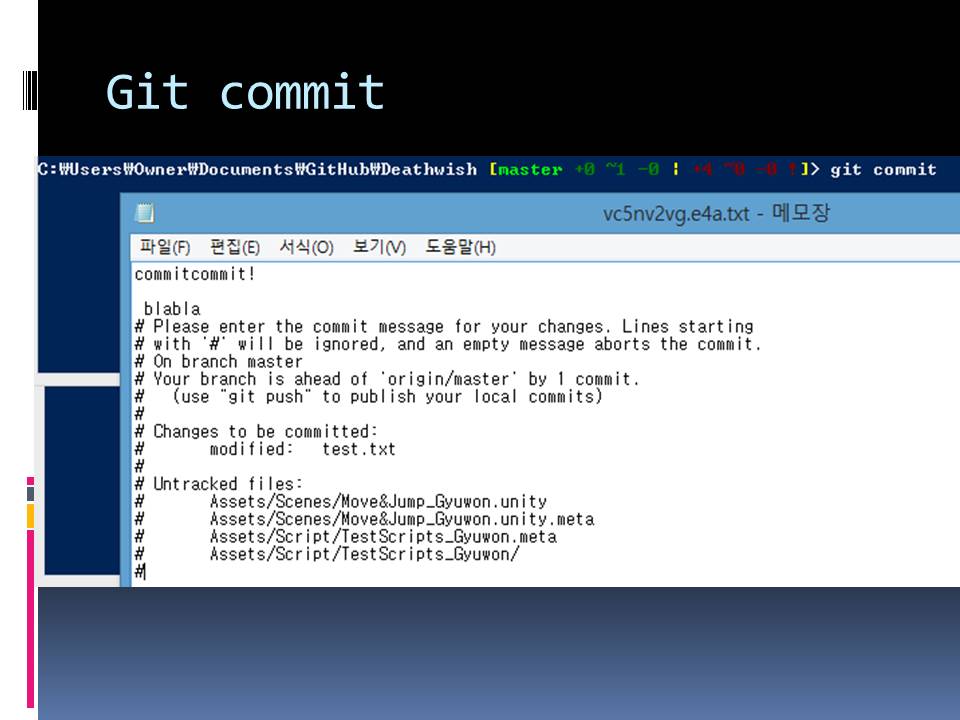 Git commit
C:₩Users₩Owner₩Documents₩GitHub₩Deathwish [master +0 ~1 -0 | +4 ~0 -0 !]> git commit
vc5nv2vg.e4a.txt - 메모장
파일(F) 편집(E) 서식(O) 보기(V) 도움말(H)
commitcommit!
blabla
# Please enter the commit message for your changes. Lines starting
# with '#' will be ignored, and an empty message aborts the commit.
# On branch master
# Your branch is ahead of 'origin/master' by 1 commit.
#   (use "git push" to publish your local commits)
#
# Changes to be committed:
#       modified:   test.txt
#
# Untracked files:
#       Assets/Scenes/Move&Jump_Gyuwon.unity
#       Assets/Scenes/Move&Jump_Gyuwon.unity.meta
#       Assets/Script/TestScripts_Gyuwon.meta
#       Assets/Script/TestScripts_Gyuwon/
#